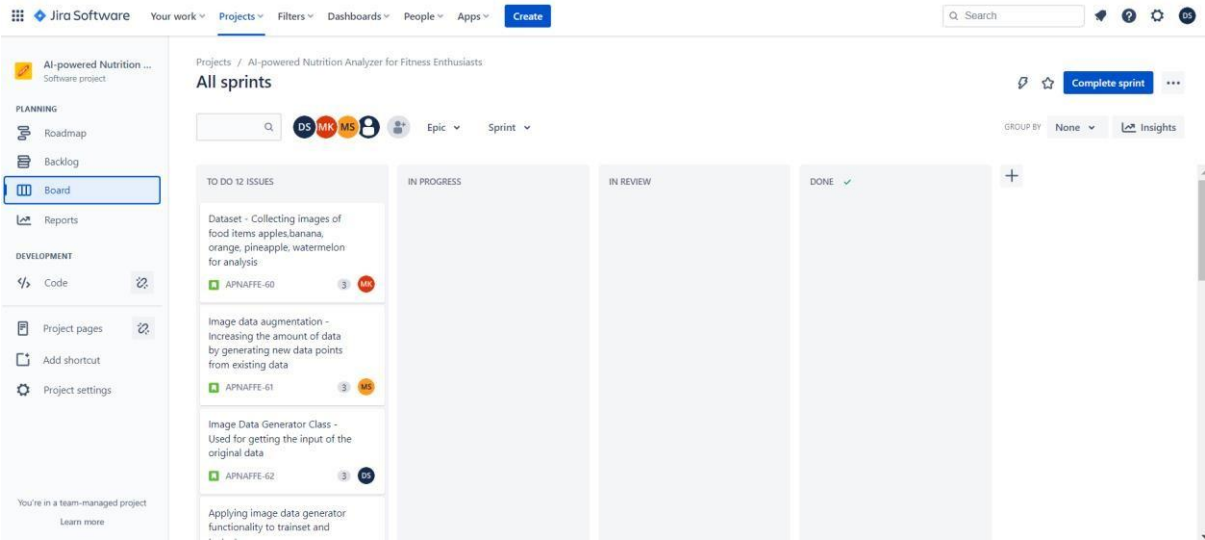 Jira Software Your work Projects Filters Dashboards People Apps Create Search DS
AI-powered Nutrition ...
Software project
PLANNING
Roadmap
Backlog
Board
Reports
DEVELOPMENT
Code
Project pages
Add shortcut
Project settings
You're in a team-managed project
Learn more
Projects / AI-powered Nutrition Analyzer for Fitness Enthusiasts
All sprints
Complete sprint
DS MK MS Epic Sprint
GROUP BY None Insights
TO DO 12 ISSUES
Dataset - Collecting images of
food items apples,banana,
orange, pineapple, watermelon
for analysis
APNAFFE-60 3 MK
Image data augmentation -
Increasing the amount of data
by generating new data points
from existing data
APNAFFE-61 3 MS
Image Data Generator Class -
Used for getting the input of the
original data
APNAFFE-62 3 DS
Applying image data generator
functionality to trainset and
IN PROGRESS
IN REVIEW
DONE